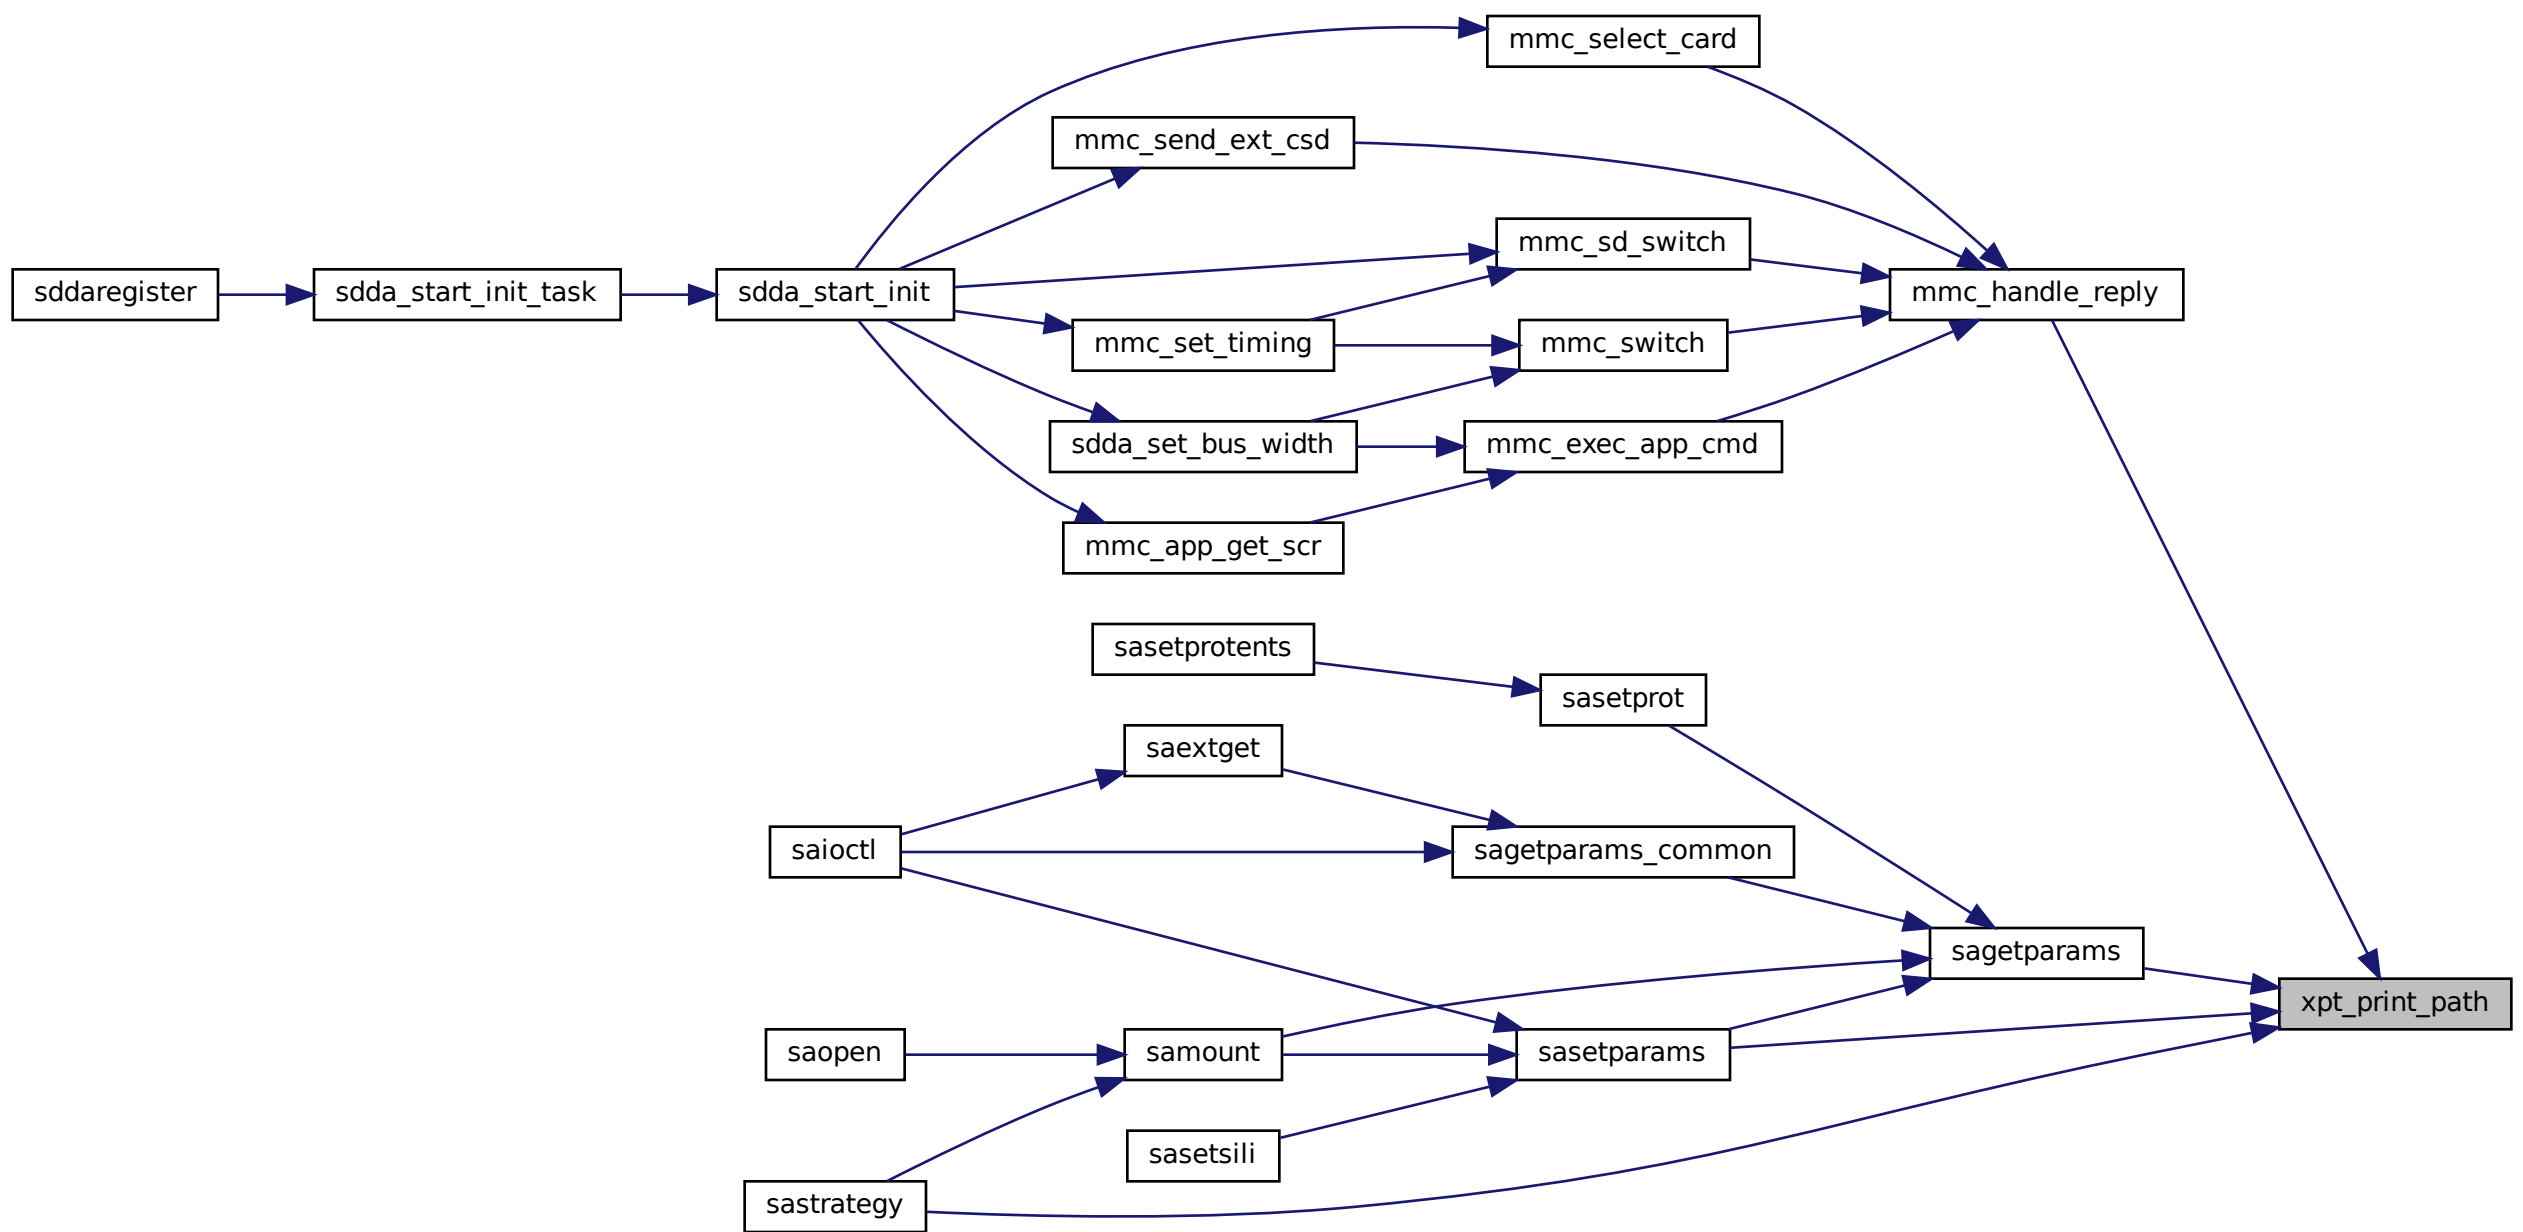 mmc_select_card
mmc_send_ext_csd
mmc_sd_switch
sddaregister
sdda_start_init_task
sdda_start_init
mmc_handle_reply
mmc_set_timing
mmc_switch
sdda_set_bus_width
mmc_exec_app_cmd
mmc_app_get_scr
sasetprotents
sasetprot
saextget
saioctl
sagetparams_common
sagetparams
xpt_print_path
saopen
samount
sasetparams
sasetsili
sastrategy